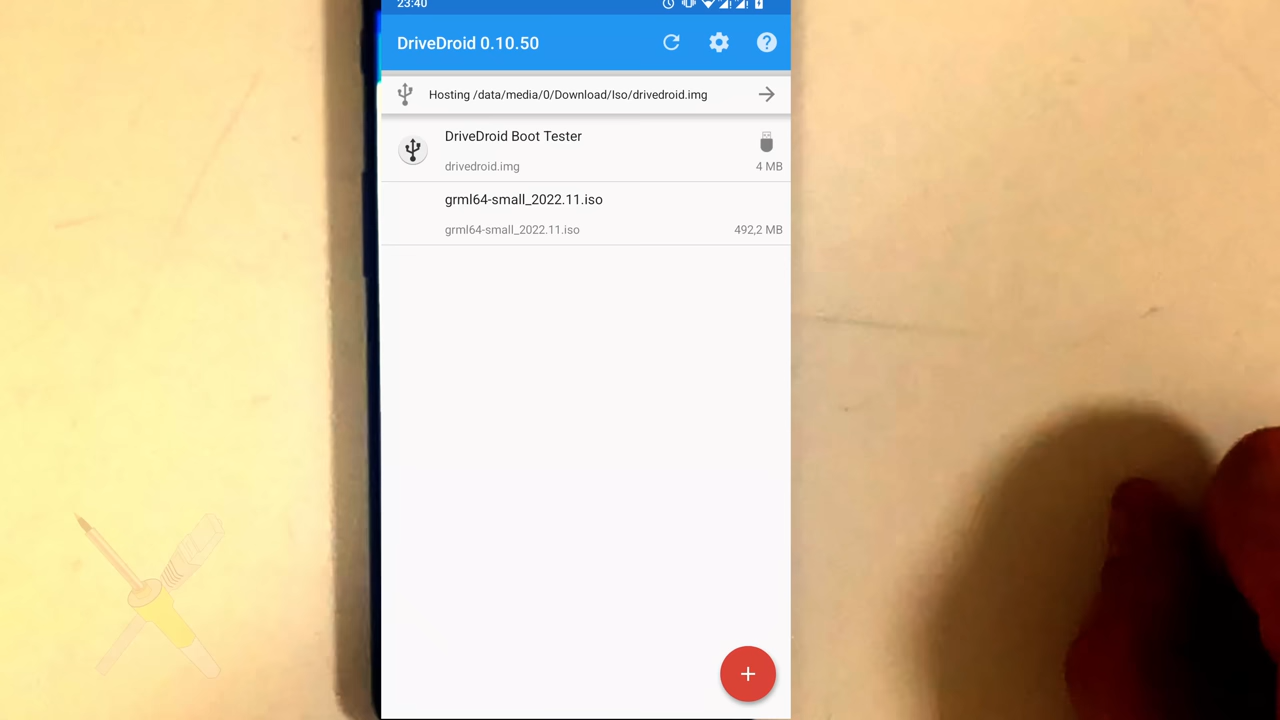 23:40
DriveDroid 0.10.50
Hosting /data/media/0/Download/Iso/drivedroid.img
DriveDroid Boot Tester
drivedroid.img
4 MB
grml64-small_2022.11.iso
grml64-small_2022.11.iso
492,2 MB